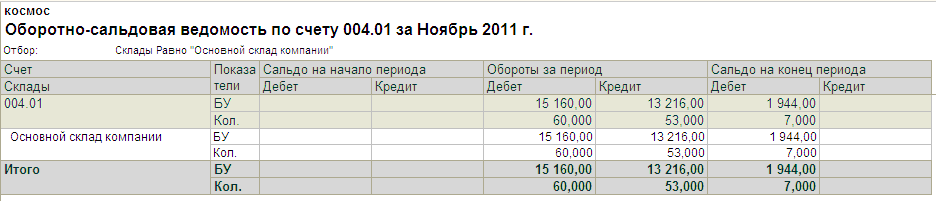 космос
Оборотно-сальдовая ведомость по счету 004.01 за Ноябрь 2011 г.
Отбор: Склады Равно "Основной склад компании"
Счет Показа Сальдо на начало периода Обороты за период Сальдо на конец периода
Склады тели Дебет Кредит Дебет Кредит Дебет Кредит
004.01 БУ 15 160,00 13 216,00 1 944,00
Кол. 60,000 53,000 7,000
Основной склад компании БУ 15 160,00 13 216,00 1 944,00
Кол. 60,000 53,000 7,000
Итого БУ 15 160,00 13 216,00 1 944,00
Кол. 60,000 53,000 7,000